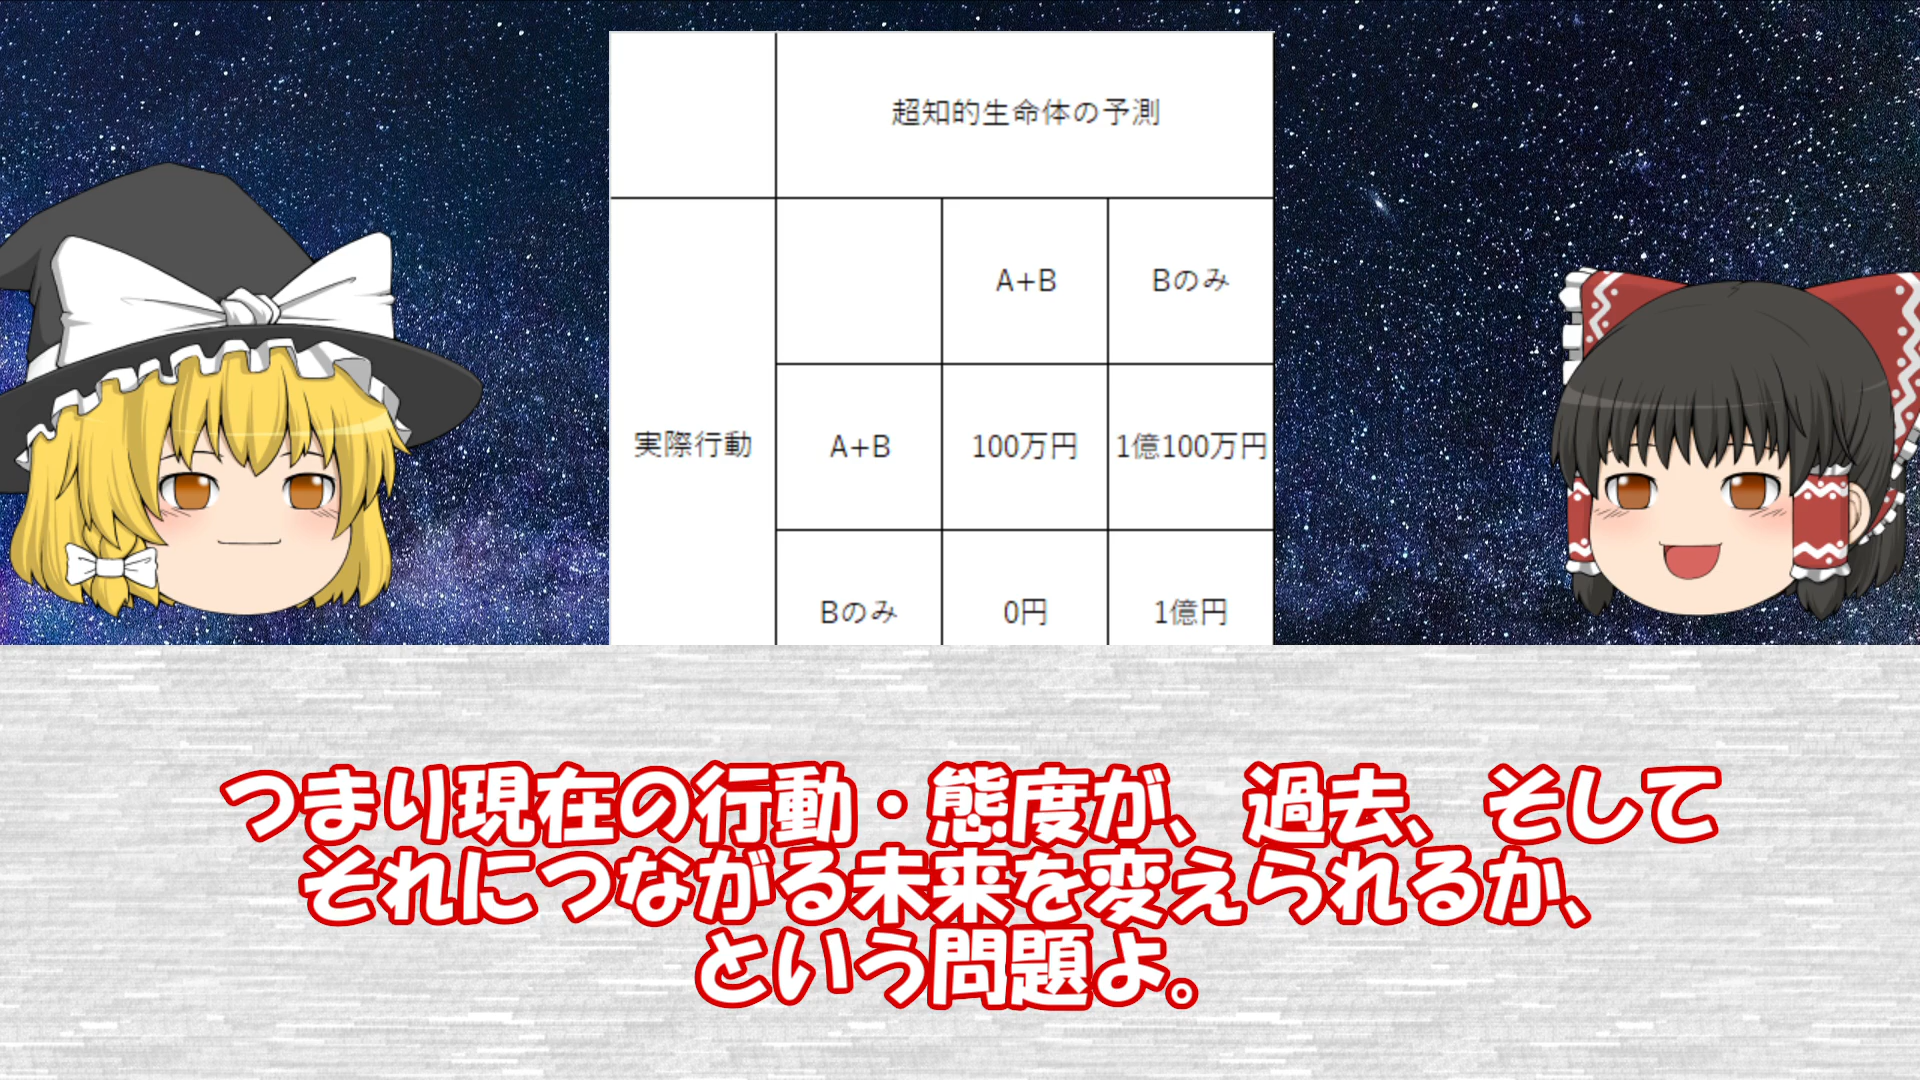 超知的生命体の予測
A+B Bのみ
実際行動 A+B 100万円 1億100万円
Bのみ 0円 1億円
つまり現在の行動・態度が、過去、そして
それにつながる未来を変えられるか、
という問題よ。